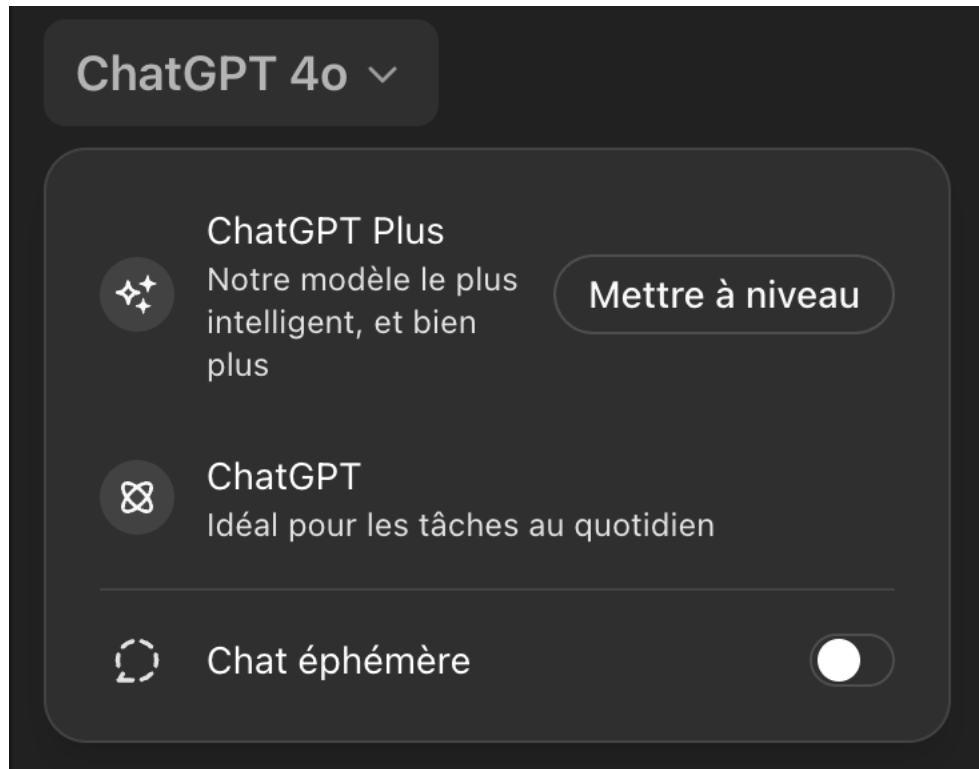 ChatGPT 4o
ChatGPT Plus
Notre modèle le plus
intelligent, et bien
plus
Mettre à niveau
ChatGPT
Idéal pour les tâches au quotidien
Chat éphémère